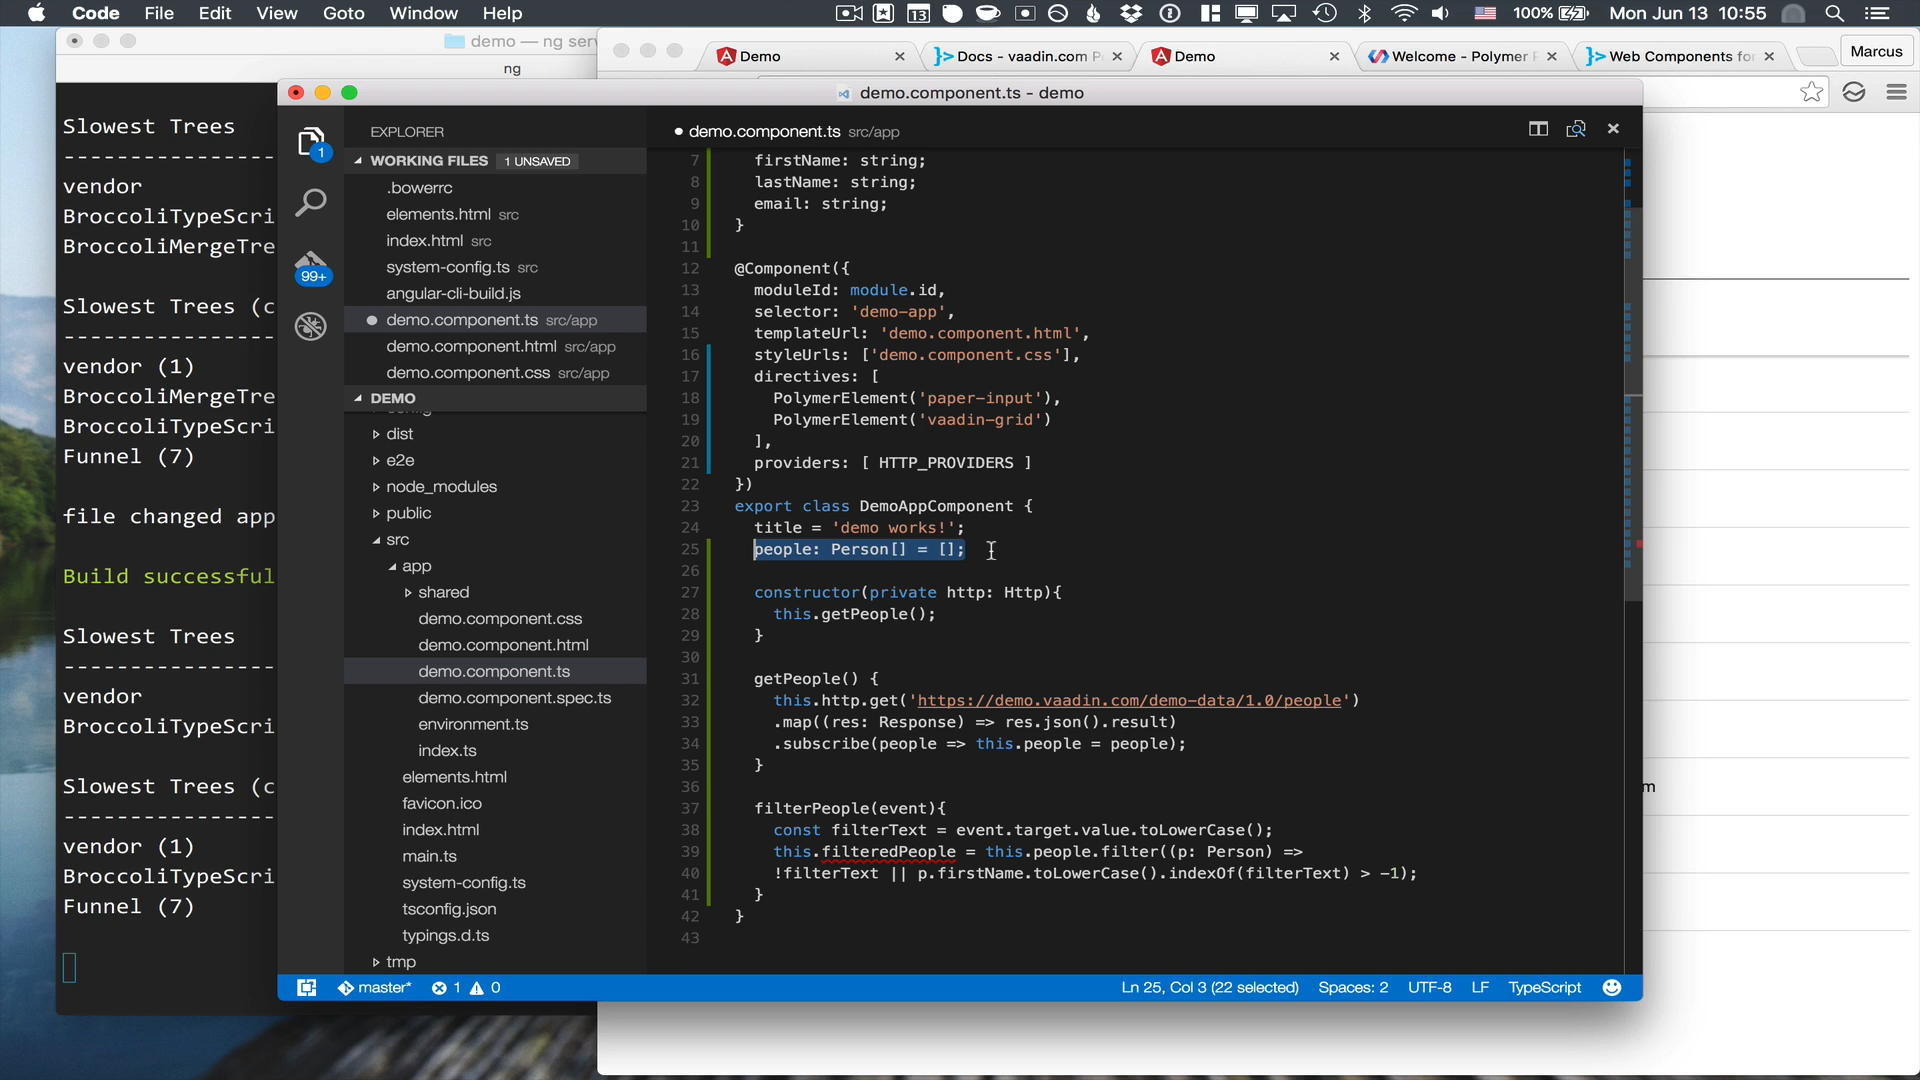 Code File Edit View Goto Window Help
13
100%
Mon Jun 13 10:55
demo — ng serv
ng
Demo
Docs - vaadin.com
Demo
Welcome - Polymer
Web Components for
Marcus
Slowest Trees
-----------------
vendor
BroccoliTypeScri
BroccoliMergeTre
Slowest Trees (c
-----------------
vendor (1)
BroccoliMergeTre
BroccoliTypeScri
Funnel (7)
file changed app
Build successful
Slowest Trees
-----------------
vendor
BroccoliTypeScri
Slowest Trees (c
-----------------
vendor (1)
BroccoliTypeScri
Funnel (7)
demo.component.ts - demo
1
99+
EXPLORER
WORKING FILES 1 UNSAVED
.bowerrc
elements.html src
index.html src
system-config.ts src
angular-cli-build.js
demo.component.ts src/app
demo.component.html src/app
demo.component.css src/app
DEMO
config
dist
e2e
node_modules
public
src
app
shared
demo.component.css
demo.component.html
demo.component.ts
demo.component.spec.ts
environment.ts
index.ts
elements.html
favicon.ico
index.html
main.ts
system-config.ts
tsconfig.json
typings.d.ts
tmp
demo.component.ts src/app
7 firstName: string;
8 lastName: string;
9 email: string;
10 }
11
12 @Component({
13 moduleId: module.id,
14 selector: 'demo-app',
15 templateUrl: 'demo.component.html',
16 styleUrls: ['demo.component.css'],
17 directives: [
18 PolymerElement('paper-input'),
19 PolymerElement('vaadin-grid')
20 ],
21 providers: [ HTTP_PROVIDERS ]
22 })
23 export class DemoAppComponent {
24 title = 'demo works!';
25 people: Person[] = [];
26
27 constructor(private http: Http){
28 this.getPeople();
29 }
30
31 getPeople() {
32 this.http.get('https://demo.vaadin.com/demo-data/1.0/people')
33 .map((res: Response) => res.json().result)
34 .subscribe(people => this.people = people);
35 }
36
37 filterPeople(event){
38 const filterText = event.target.value.toLowerCase();
39 this.filteredPeople = this.people.filter((p: Person) =>
40 !filterText || p.firstName.toLowerCase().indexOf(filterText) > -1);
41 }
42 }
43
m
master* 1 0
Ln 25, Col 3 (22 selected) Spaces: 2 UTF-8 LF TypeScript